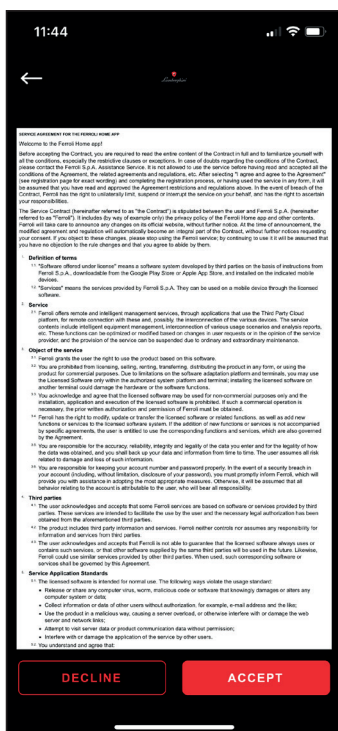 11:44
Lamborghini
SERVICE AGREEMENT FOR THE FERROLI HOME APP
Welcome to the Ferroli Home app!
Before accepting the Contract, you are required to read the entire content of the Contract in full and to familiarize yourself with
all the conditions, especially the restrictive clauses or exceptions. In case of doubts regarding the conditions of the Contract,
please contact the Ferroli S.p.A. Assistance Service. It is not allowed to use the service before having read and accepted all the
conditions of the Agreement, the related agreements and regulations, etc. After selecting "I agree and agree to the Agreement"
(see registration page for exact wording) and completing the registration process, or having used the service in any form, it will
be assumed that you have read and approved the Agreement restrictions and regulations above. In the event of breach of the
Contract, Ferroli has the right to unilaterally limit, suspend or interrupt the service on your behalf, and has the right to ascertain
your responsibilities.
The Service Contract (hereinafter referred to as "the Contract") is stipulated between the user and Ferroli S.p.A. (hereinafter
referred to as "Ferroli"). It includes (by way of example only) the privacy policy of the Ferroli Home app and other contents.
Ferroli will take care to announce any changes on its official website, without further notice. At the time of announcement, the
modified agreement and regulation will automatically become an integral part of the Contract, without further notices requesting
your consent. If you object to these changes, please stop using the Ferroli service; by continuing to use it it will be assumed that
you have no objection to the rule changes and that you agree to abide by them.
1 Definition of terms
1.1 "Software offered under license" means a software system developed by third parties on the basis of instructions from
Ferroli S.p.A., downloadable from the Google Play Store or Apple App Store, and installed on the indicated mobile
devices.
1.2 "Services" means the services provided by Ferroli S.p.A. They can be used on a mobile device through the licensed
software.
2 Service
2.1 Ferroli offers remote and intelligent management services, through applications that use the Third Party Cloud
platform, for remote connection with these and, possibly, the interconnection of the various devices. The service
contents include intelligent equipment management, interconnection of various usage scenarios and analysis reports,
etc. These functions can be optimized or modified based on changes in user requests or in the opinion of the service
provider, and the provision of the service can be suspended due to ordinary and extraordinary maintenance.
3 Object of the service
3.1 Ferroli grants the user the right to use the product based on this software.
3.2 You are prohibited from licensing, selling, renting, transferring, distributing the product in any form, or using the
product for commercial purposes. Due to limitations on the software adaptation platform and terminals, you may use
the Licensed Software only within the authorized system platform and terminal; installing the licensed software on
another terminal could damage the hardware or the software functions.
3.3 You acknowledge and agree that the licensed software may be used for non-commercial purposes only and the
installation, application and execution of the licensed software is prohibited. If such a commercial operation is
necessary, the prior written authorization and permission of Ferroli must be obtained.
3.4 Ferroli has the right to modify, update or transfer the licensed software or related functions, as well as add new
functions or services to the licensed software system. If the addition of new functions or services is not accompanied
by specific agreements, the user is entitled to use the corresponding functions and services, which are also governed
by the Agreement.
3.5 You are responsible for the accuracy, reliability, integrity and legality of the data you enter and for the legality of how
the data was obtained, and you shall back up your data and information from time to time. The user assumes all risk
related to damage and loss of such information.
3.6 You are responsible for keeping your account number and password properly. In the event of a security breach in
your account (including, without limitation, disclosure of your password), you must promptly inform Ferroli, which will
provide you with assistance in adopting the most appropriate measures. Otherwise, it will be assumed that all
behavior relating to the account is attributable to the user, who will bear all responsibility.
4 Third parties
4.1 The user acknowledges and accepts that some Ferroli services are based on software or services provided by third
parties. These services are intended to facilitate the use by the user and the necessary legal authorization has been
obtained from the aforementioned third parties.
4.2 The product includes third party information and services. Ferroli neither controls nor assumes any responsibility for
information and services from third parties.
4.3 The user acknowledges and accepts that Ferroli is not able to guarantee that the licensed software always uses or
contains such services, or that other software supplied by the same third parties will be used in the future. Likewise,
Ferroli could use similar services provided by other third parties. When used, such corresponding software or
services shall be governed by this Agreement.
5 Service Application Standards
5.1 The licensed software is intended for normal use. The following ways violate the usage standard:
• Release or share any computer virus, worm, malicious code or software that knowingly damages or alters any
computer system or data;
• Collect information or data of other users without authorization, for example, e-mail address and the like;
• Use the product in a malicious way, causing a server overload, or otherwise interfere with or damage the web
server and network links;
• Attempt to visit server data or product communication data without permission;
• Interfere with or damage the application of the service by other users.
5.2 You understand and agree that:
DECLINE
ACCEPT